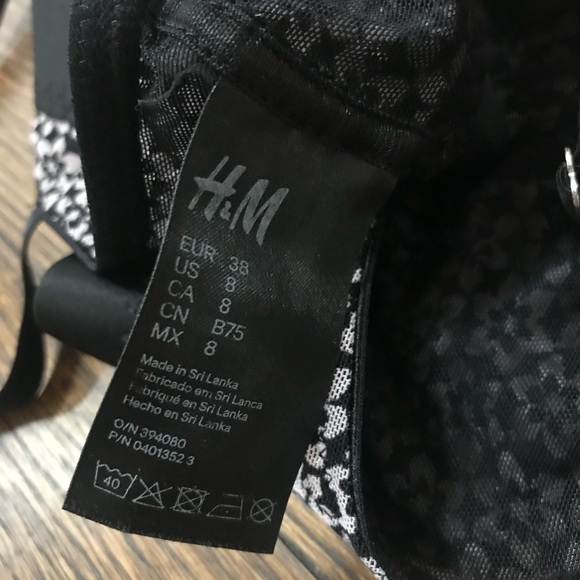 H&M
EUR 38
US 8
CA 8
CN B75
MX 8
Made in Sri Lanka
Fabricado em Sri Lanca
Fabriqué en Sri Lanka
Hecho en Sri Lanka
O/N 394080
P/N 0401352 3
40